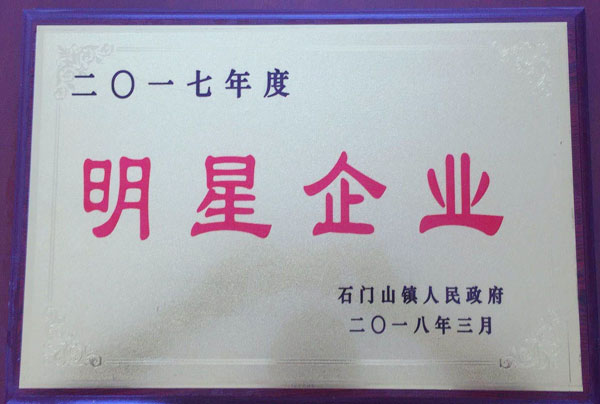 二〇一七年度
明星企业
石门山镇人民政府
二〇一八年三月